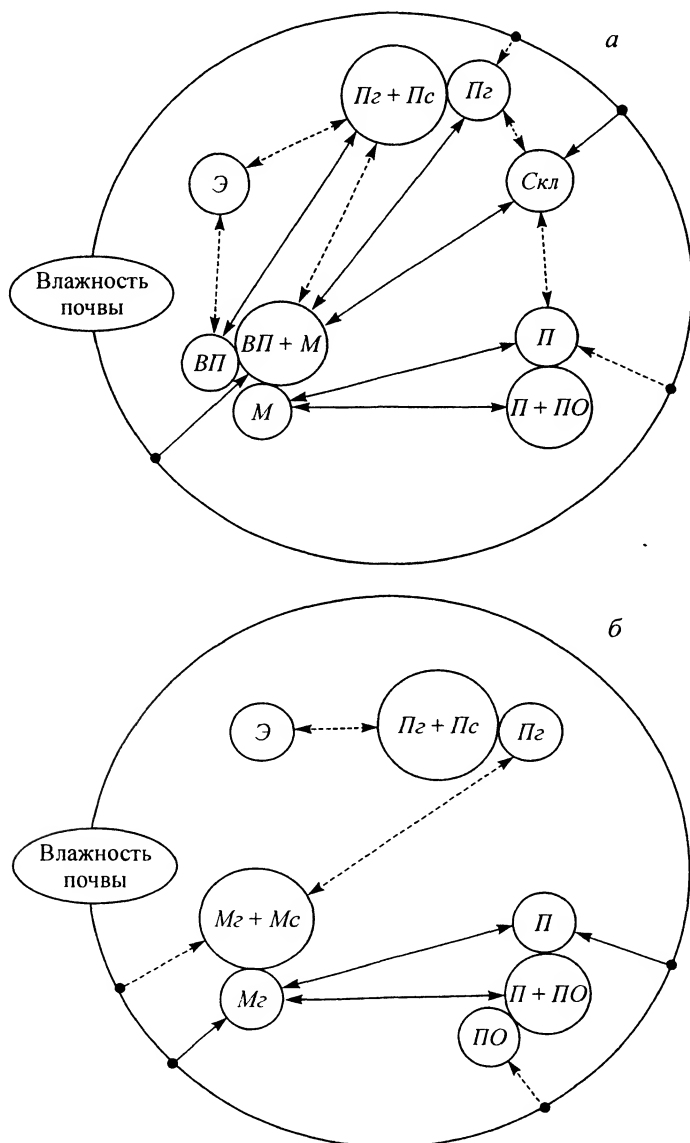 а
Пг + Пс
Пг
Э
Скл
Влажность
почвы
ВП
ВП + М
П
М
П + ПО
б
Э
Пг + Пс
Пг
Влажность
почвы
Мг + Мс
П
Мг
П + ПО
ПО